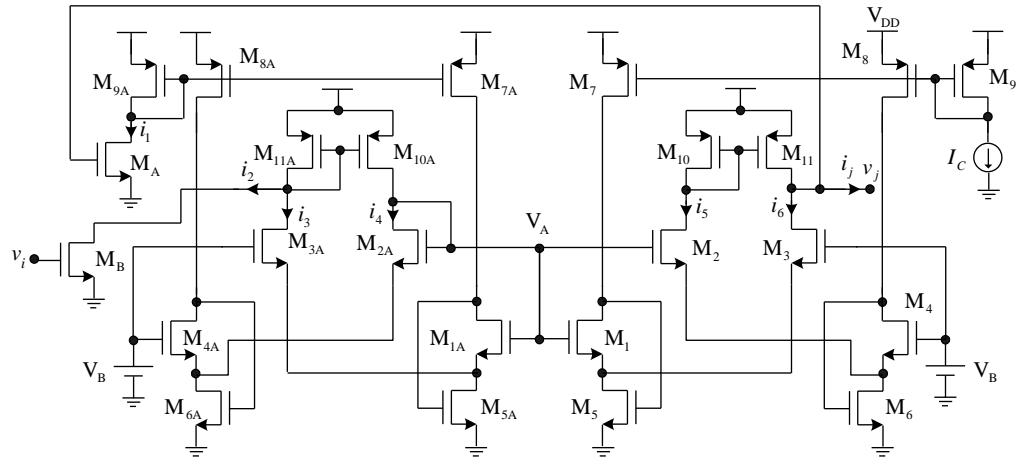 V_DD
M_8A M_8
M_9A M_7A M_7 M_9
i_1
M_11A M_10A M_10 M_11
M_A I_C
i_2 i_j v_j
i_3 i_4 i_5 i_6
V_A
v_i M_B M_3A M_2A M_2 M_3
M_4
M_4A M_1A M_1
V_B V_B
M_6A M_5A M_5 M_6